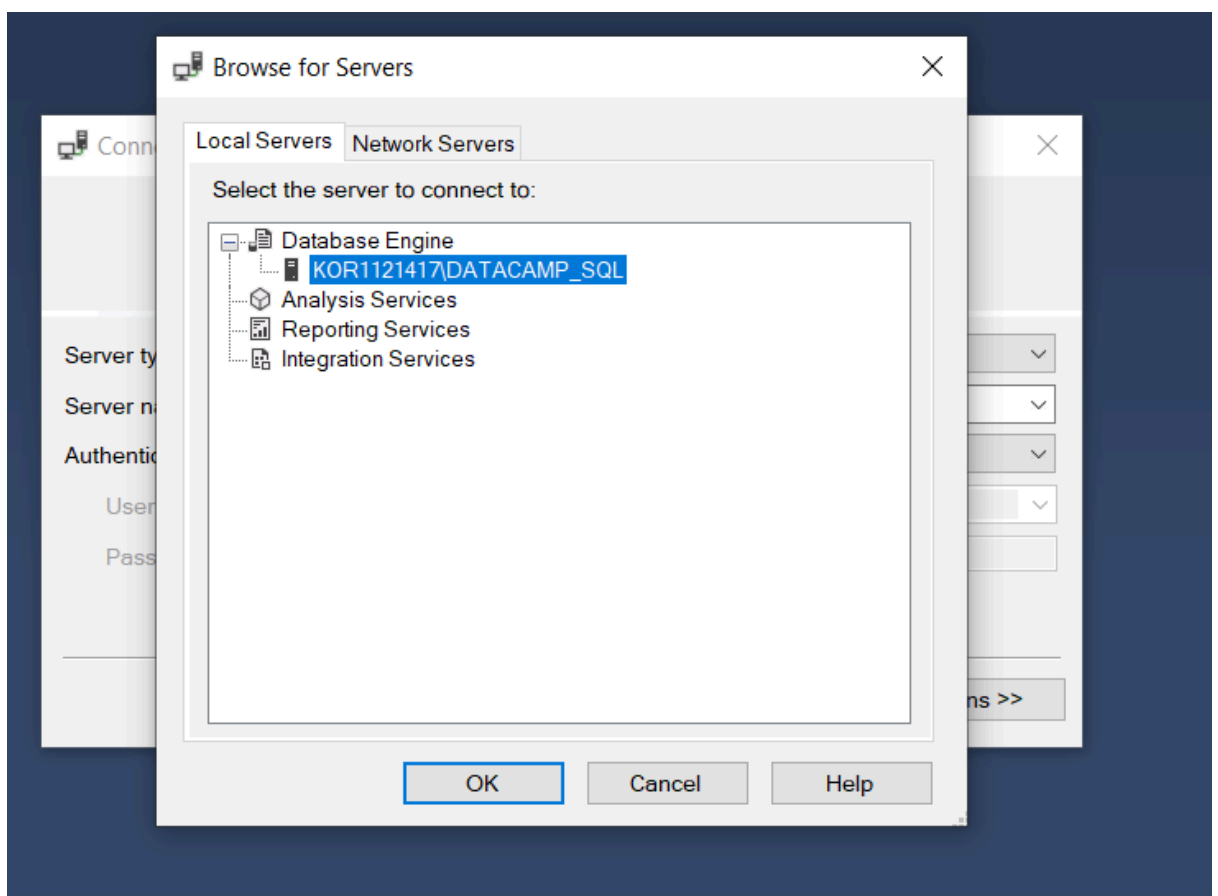 Browse for Servers
Conn
Local Servers
Network Servers
Select the server to connect to:
Database Engine
KOR1121417\DATACAMP_SQL
Analysis Services
Reporting Services
Integration Services
Server ty
Server n
Authentic
User
Pass
ns >>
OK
Cancel
Help